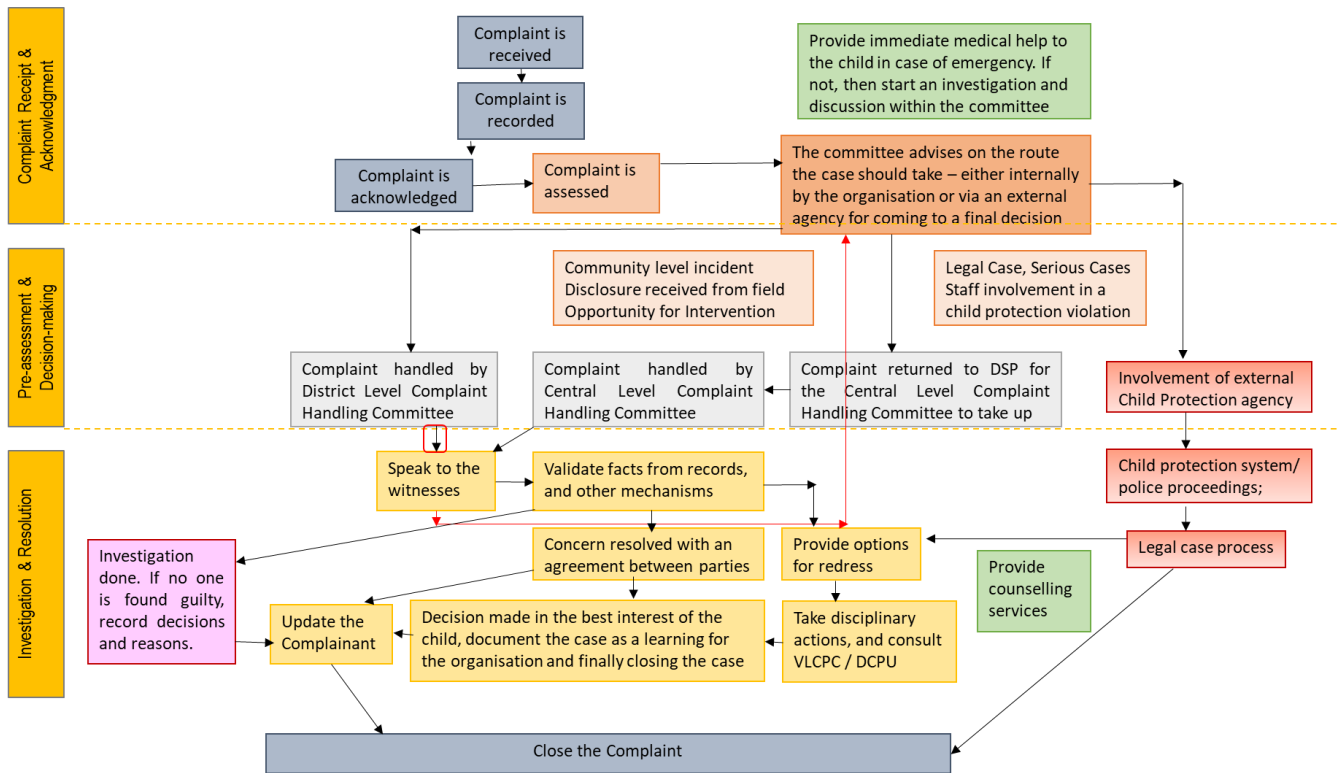 Complaint Receipt &
Acknowledgment
Complaint is
received
Complaint is
recorded
Complaint is
acknowledged
Complaint is
assessed
Provide immediate medical help to
the child in case of emergency. If
not, then start an investigation and
discussion within the committee
The committee advises on the route
the case should take – either internally
by the organisation or via an external
agency for coming to a final decision
Pre-assessment &
Decision-making
Community level incident
Disclosure received from field
Opportunity for Intervention
Legal Case, Serious Cases
Staff involvement in a
child protection violation
Complaint handled by
District Level Complaint
Handling Committee
Complaint handled by
Central Level Complaint
Handling Committee
Complaint returned to DSP for
the Central Level Complaint
Handling Committee to take up
Involvement of external
Child Protection agency
Investigation & Resolution
Speak to the
witnesses
Validate facts from records,
and other mechanisms
Child protection system/
police proceedings;
Investigation
done. If no one
is found guilty,
record decisions
and reasons.
Concern resolved with an
agreement between parties
Provide options
for redress
Legal case process
Provide
counselling
services
Update the
Complainant
Decision made in the best interest of the
child, document the case as a learning for
the organisation and finally closing the case
Take disciplinary
actions, and consult
VLCPC / DCPU
Close the Complaint